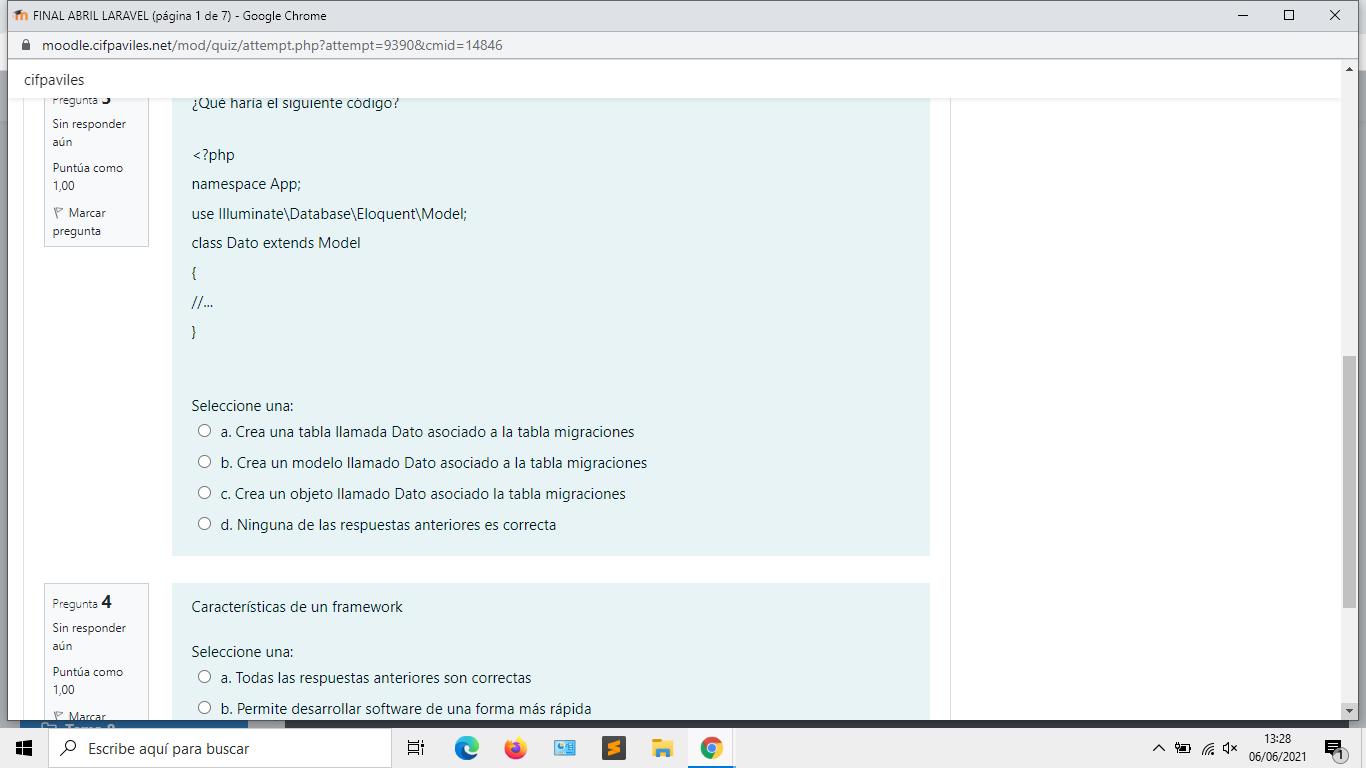 FINAL ABRIL LARAVEL (página 1 de 7) - Google Chrome
moodle.cifpaviles.net/mod/quiz/attempt.php?attempt=9390&cmid=14846
cifpaviles
Pregunta 3
Sin responder
aún
Puntúa como
1,00
Marcar
pregunta
¿Qué haría el siguiente código?
<?php
namespace App;
use Illuminate\Database\Eloquent\Model;
class Dato extends Model
{
//...
}
Seleccione una:
a. Crea una tabla llamada Dato asociado a la tabla migraciones
b. Crea un modelo llamado Dato asociado a la tabla migraciones
c. Crea un objeto llamado Dato asociado la tabla migraciones
d. Ninguna de las respuestas anteriores es correcta
Pregunta 4
Sin responder
aún
Puntúa como
1,00
Marcar
Características de un framework
Seleccione una:
a. Todas las respuestas anteriores son correctas
b. Permite desarrollar software de una forma más rápida
Escribe aquí para buscar
13:28
06/06/2021
1